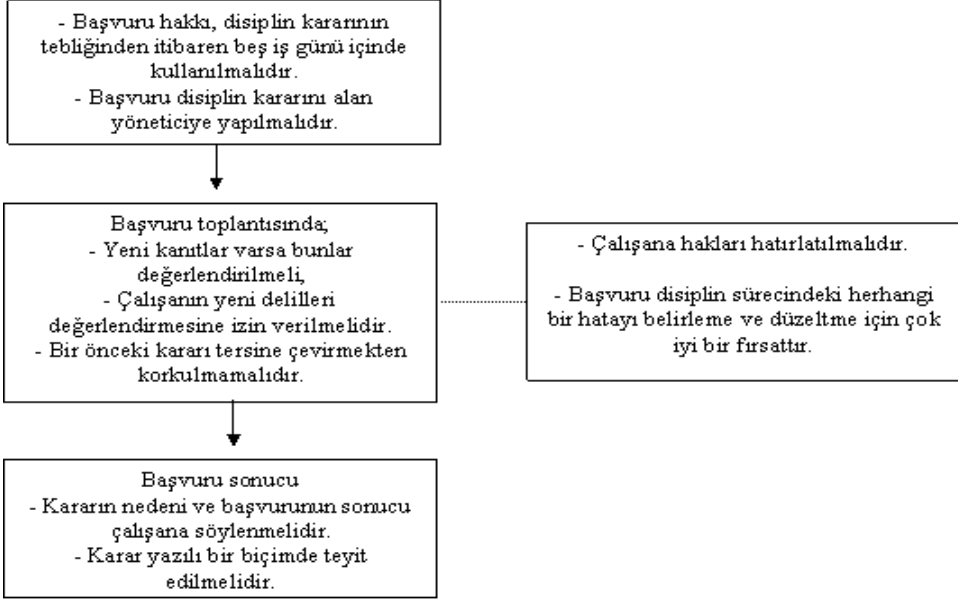 - Başvuru hakkı, disiplin kararının
tebliğinden itibaren beş iş günü içinde
kullanılmalıdır.
- Başvuru disiplin kararını alan
yöneticiye yapılmalıdır.
Başvuru toplantısında;
- Yeni kanıtlar varsa bunlar
değerlendirilmeli,
- Çalışanın yeni delilleri
değerlendirmesine izin verilmelidir.
- Bir önceki kararı tersine çevirmekten
korkulmamalıdır.
- Çalışana hakları hatırlatılmalıdır.
- Başvuru disiplin sürecindeki herhangi
bir hatayı belirleme ve düzeltme için çok
iyi bir fırsattır.
Başvuru sonucu
- Kararın nedeni ve başvurunun sonucu
çalışana söylenmelidir.
- Karar yazılı bir biçimde teyit
edilmelidir.